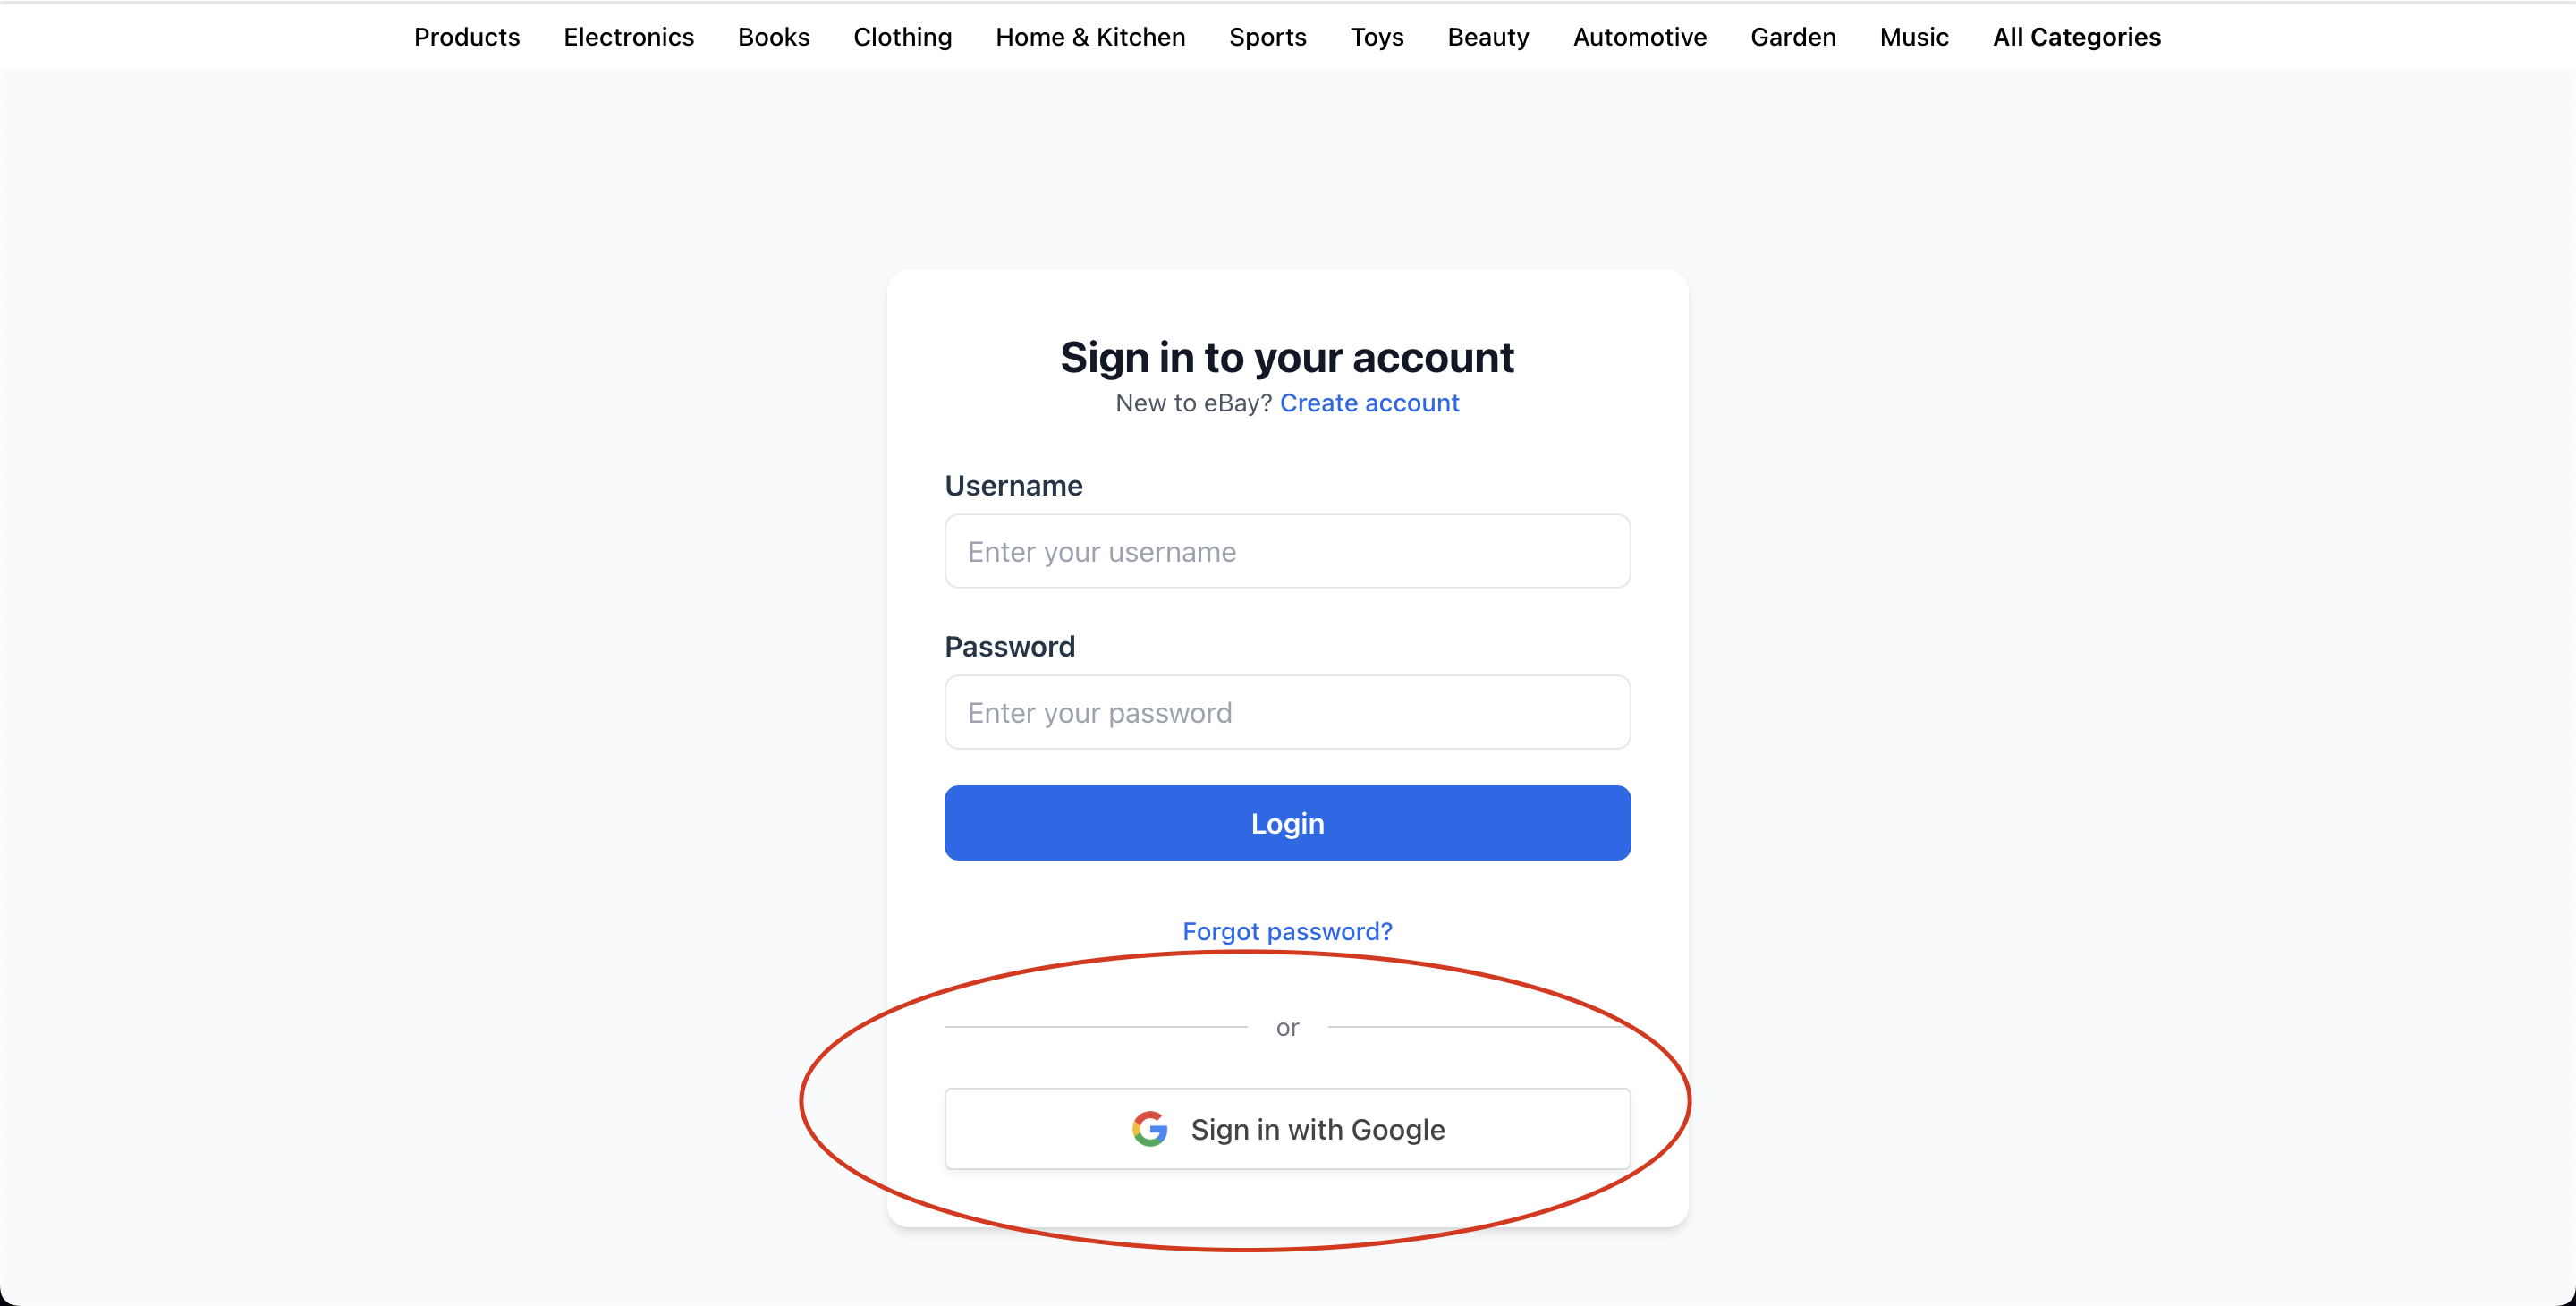 Products Electronics Books Clothing Home & Kitchen Sports Toys Beauty Automotive Garden Music All Categories
Sign in to your account
New to eBay? Create account
Username
Enter your username
Password
Enter your password
Login
Forgot password?
or
Sign in with Google